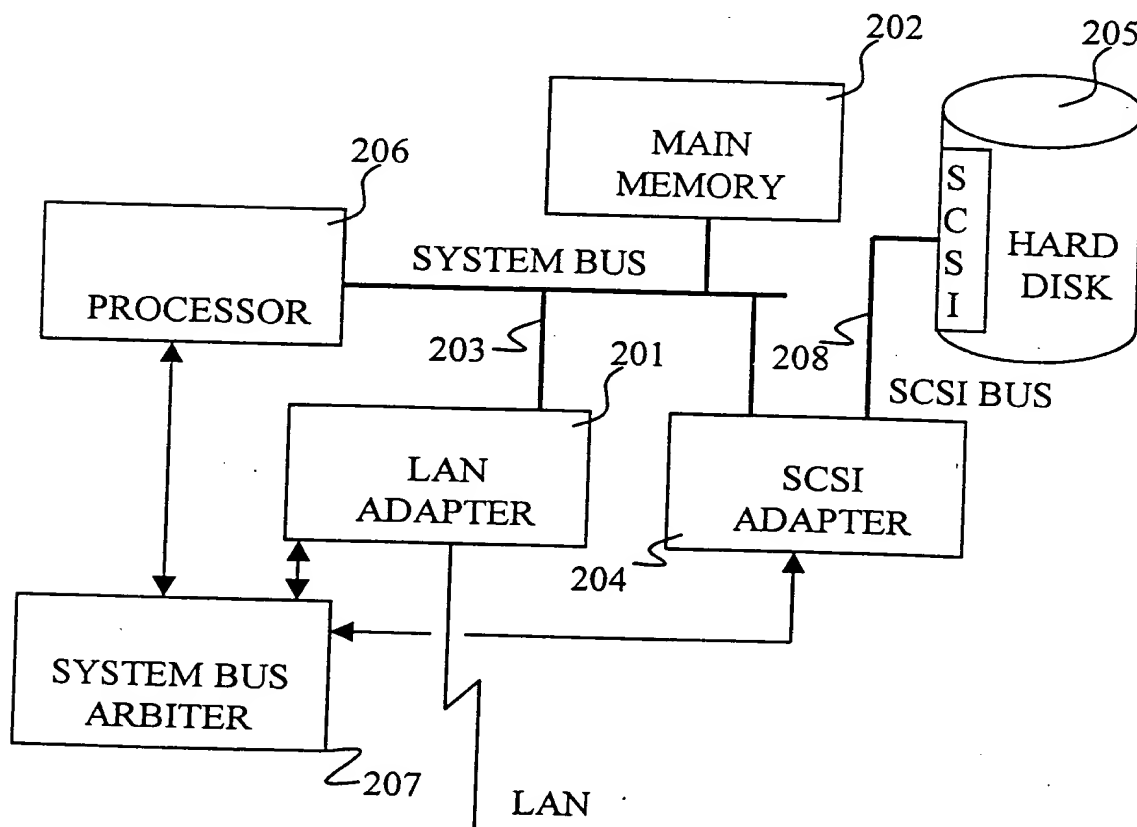 202
205
206
MAIN
MEMORY
SCSI
HARD
DISK
SYSTEM BUS
PROCESSOR
203
201
208
SCSI BUS
LAN
ADAPTER
SCSI
ADAPTER
204
SYSTEM BUS
ARBITER
207
LAN